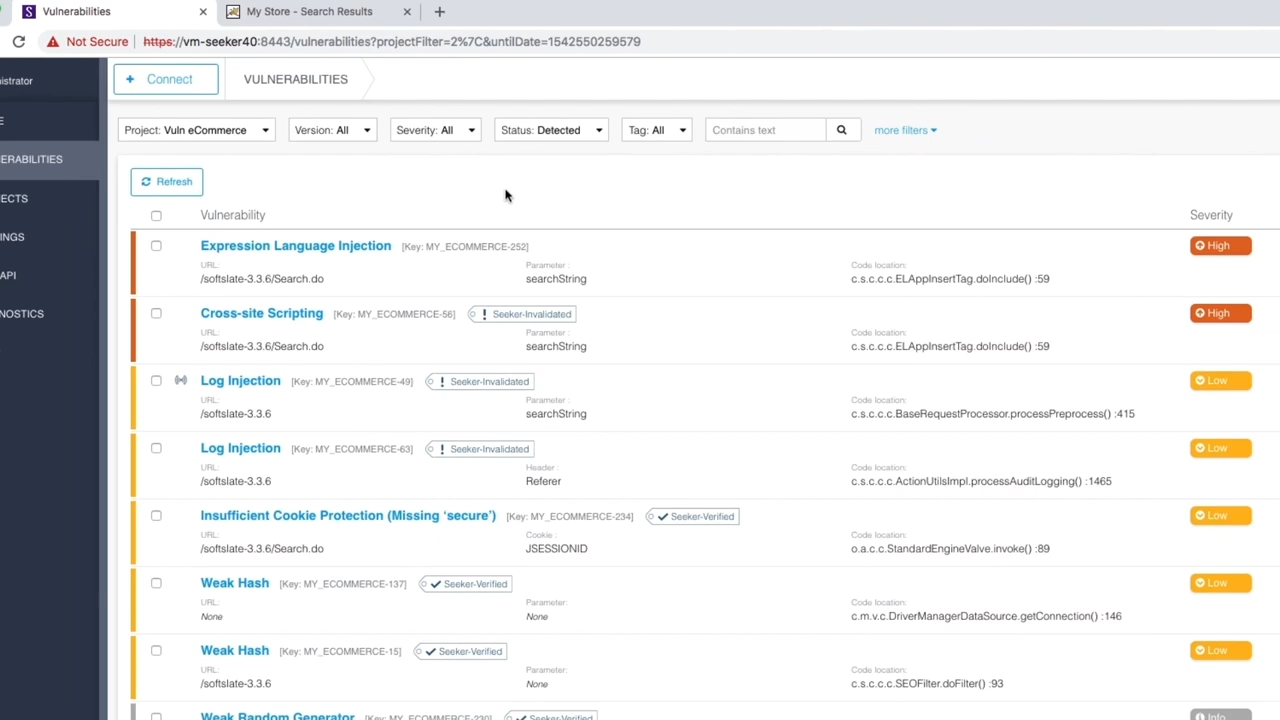 Vulnerabilities
My Store - Search Results
Not Secure https://vm-seeker40:8443/vulnerabilities?projectFilter=2%7C&untilDate=1542550259579
istrator
+ Connect
VULNERABILITIES
E
ERABILITIES
ECTS
INGS
API
NOSTICS
Project: Vuln eCommerce
Version: All
Severity: All
Status: Detected
Tag: All
Contains text
more filters
Refresh
Vulnerability
Severity
Expression Language Injection [Key: MY_ECOMMERCE-252]
High
URL: Parameter : Code location:
/softslate-3.3.6/Search.do searchString c.s.c.c.c.ELAppInsertTag.doInclude() :59
Cross-site Scripting [Key: MY_ECOMMERCE-56] ! Seeker-Invalidated
High
URL: Parameter : Code location:
/softslate-3.3.6/Search.do searchString c.s.c.c.c.ELAppInsertTag.doInclude() :59
Log Injection [Key: MY_ECOMMERCE-49] ! Seeker-Invalidated
Low
URL: Parameter : Code location:
/softslate-3.3.6 searchString c.s.c.c.c.BaseRequestProcessor.processPreprocess() :415
Log Injection [Key: MY_ECOMMERCE-63] ! Seeker-Invalidated
Low
URL: Header : Code location:
/softslate-3.3.6 Referer c.s.c.c.c.ActionUtilsImpl.processAuditLogging() :1465
Insufficient Cookie Protection (Missing ‘secure’) [Key: MY_ECOMMERCE-234] Seeker-Verified
Low
URL: Cookie : Code location:
/softslate-3.3.6/Search.do JSESSIONID o.a.c.c.StandardEngineValve.invoke() :89
Weak Hash [Key: MY_ECOMMERCE-137] Seeker-Verified
Low
URL: Parameter: Code location:
None None c.m.v.c.DriverManagerDataSource.getConnection() :146
Weak Hash [Key: MY_ECOMMERCE-15] Seeker-Verified
Low
URL: Parameter: Code location:
/softslate-3.3.6 None c.s.c.c.c.SEOFilter.doFilter() :93
Weak Random Generator [Key: MY_ECOMMERCE-230] Seeker-Verified
Info